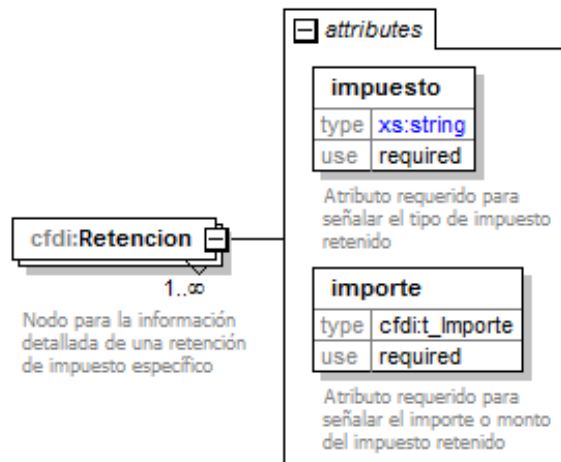 attributes
impuesto
type xs:string
use required
Atributo requerido para
señalar el tipo de impuesto
retenido
cfdi:Retencion
1..∞
Nodo para la información
detallada de una retención
de impuesto específico
importe
type cfdi:t_Importe
use required
Atributo requerido para
señalar el importe o monto
del impuesto retenido